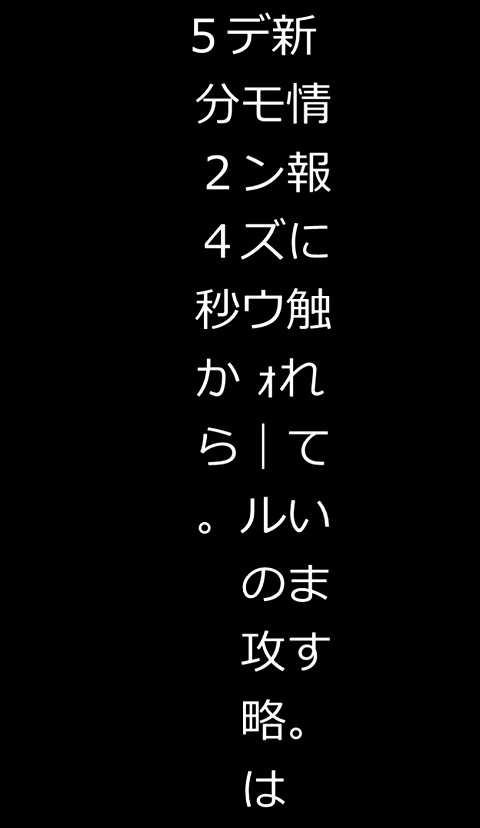 新情報に触れています。
デモンズウォ｜ルの攻略は
５分２４秒から。